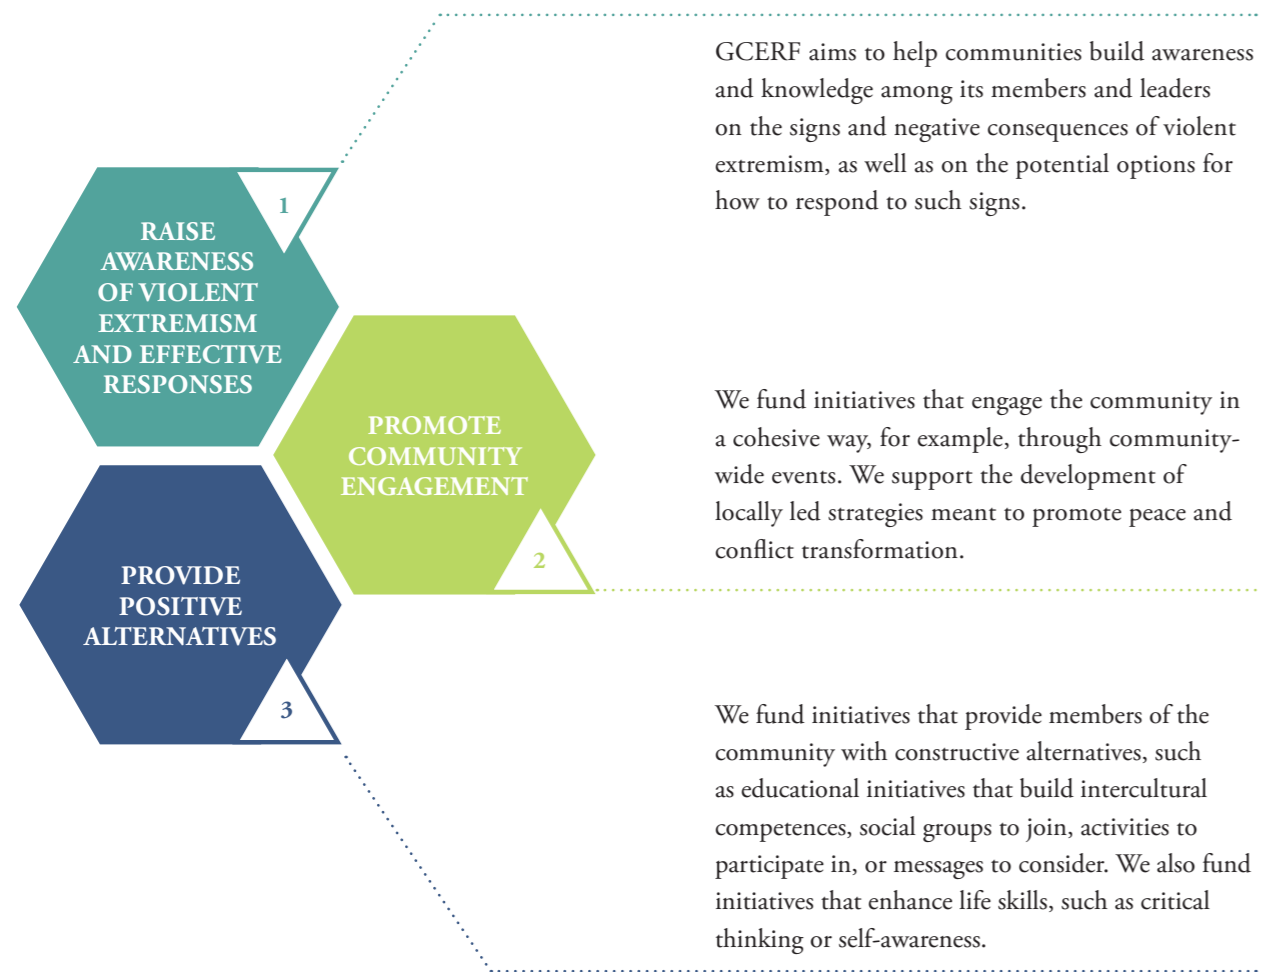 1
RAISE
AWARENESS
OF VIOLENT
EXTREMISM
AND EFFECTIVE
RESPONSES
GCERF aims to help communities build awareness
and knowledge among its members and leaders
on the signs and negative consequences of violent
extremism, as well as on the potential options for
how to respond to such signs.
PROMOTE
COMMUNITY
ENGAGEMENT
2
We fund initiatives that engage the community in
a cohesive way, for example, through community-
wide events. We support the development of
locally led strategies meant to promote peace and
conflict transformation.
PROVIDE
POSITIVE
ALTERNATIVES
3
We fund initiatives that provide members of the
community with constructive alternatives, such
as educational initiatives that build intercultural
competences, social groups to join, activities to
participate in, or messages to consider. We also fund
initiatives that enhance life skills, such as critical
thinking or self-awareness.